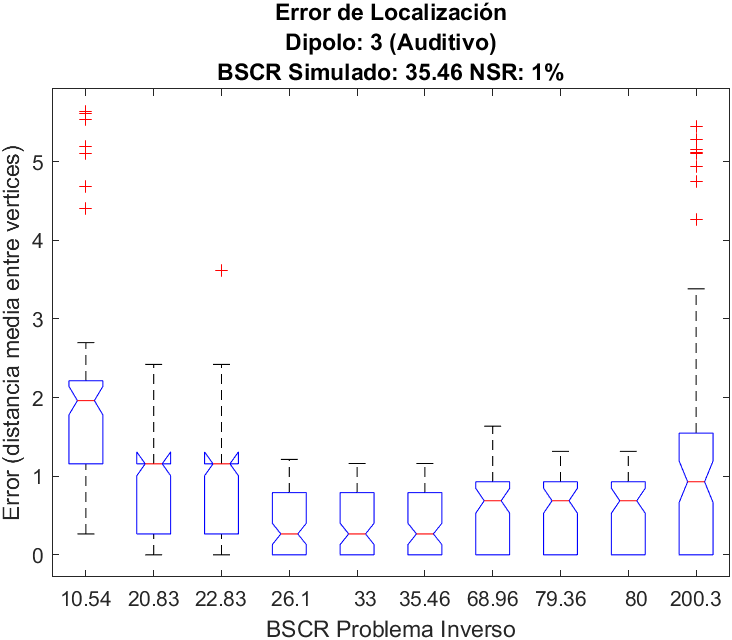 Error de Localización
Dipolo: 3 (Auditivo)
BSCR Simulado: 35.46 NSR: 1%
Error (distancia media entre vertices)
5
4
3
2
1
0
10.54 20.83 22.83 26.1 33 35.46 68.96 79.36 80 200.3
BSCR Problema Inverso